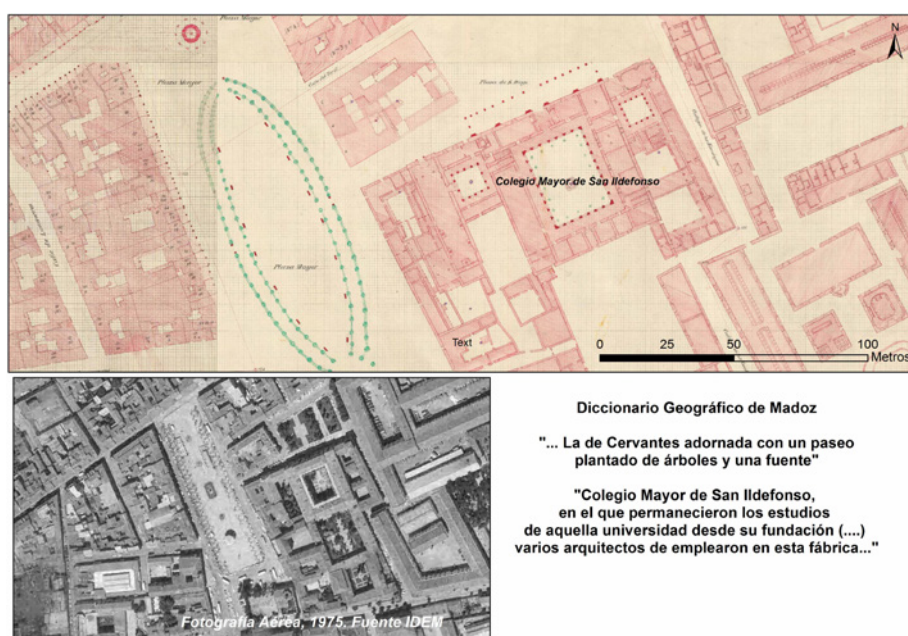 Plaza Mayor
N
Plaza Mayor
Colegio Mayor de San Ildefonso
Plaza Mayor
Text
0 25 50 100
Metros
Fotografía Aérea, 1975. Fuente IDEM
Diccionario Geográfico de Madoz
"... La de Cervantes adornada con un paseo
plantado de árboles y una fuente"
"Colegio Mayor de San Ildefonso,
en el que permanecieron los estudios
de aquella universidad desde su fundación (....)
varios arquitectos de emplearon en esta fábrica..."